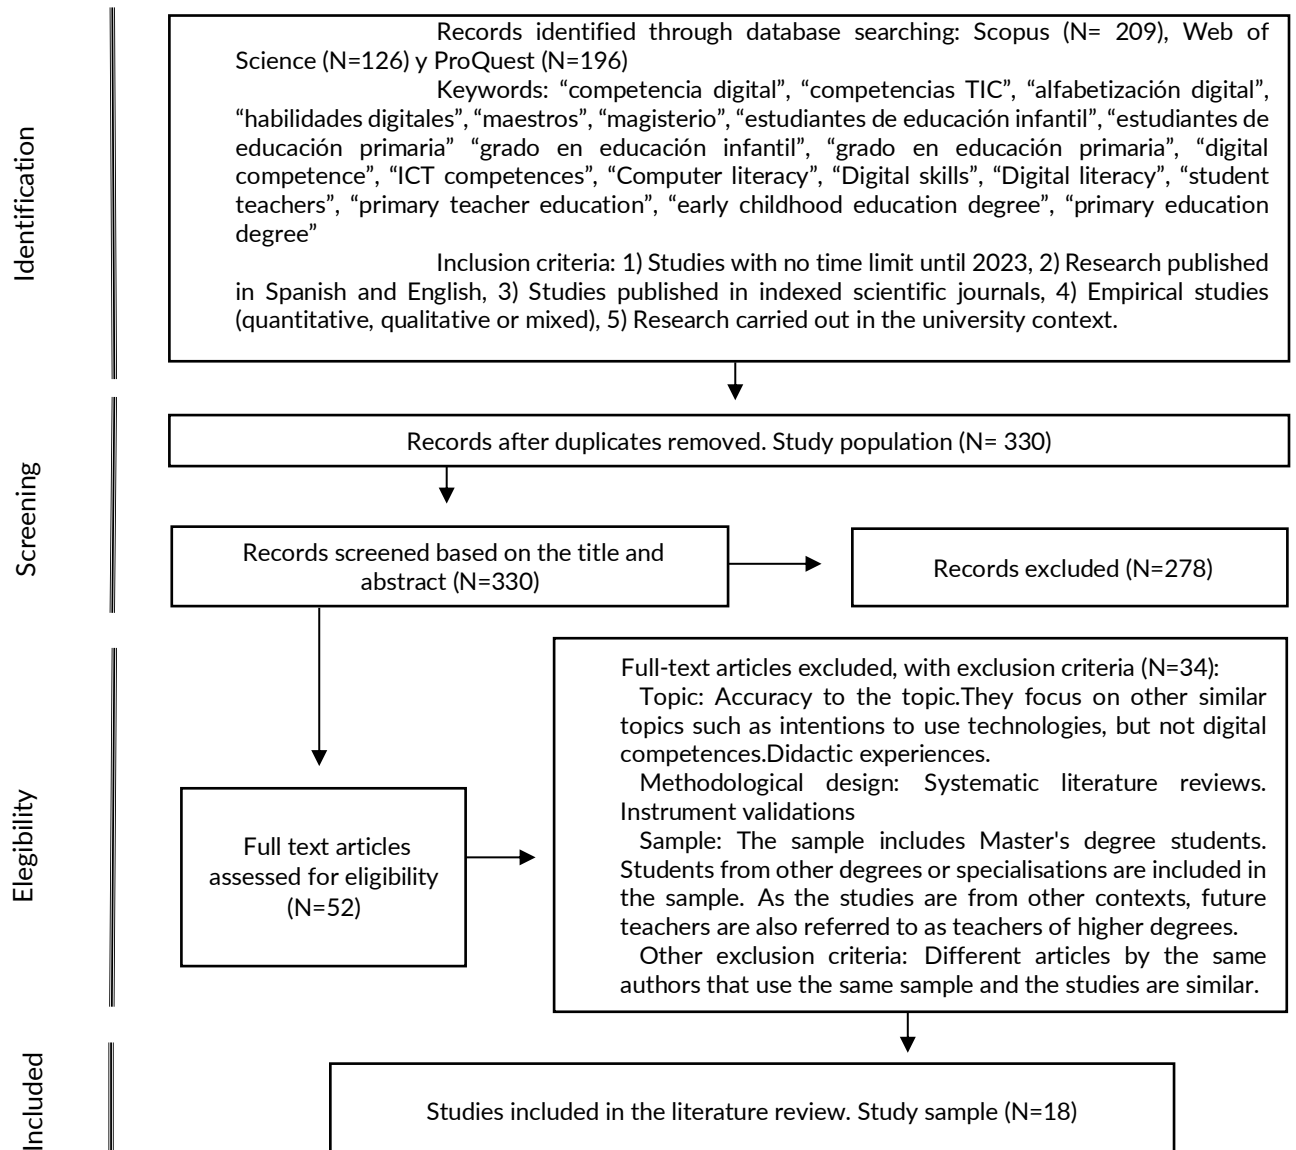 Identification
Records identified through database searching: Scopus (N= 209), Web of
Science (N=126) y ProQuest (N=196)
Keywords: “competencia digital”, “competencias TIC”, “alfabetización digital”,
“habilidades digitales”, “maestros”, “magisterio”, “estudiantes de educación infantil”, “estudiantes de
educación primaria” “grado en educación infantil”, “grado en educación primaria”, “digital
competence”, “ICT competences”, “Computer literacy”, “Digital skills”, “Digital literacy”, “student
teachers”, “primary teacher education”, “early childhood education degree”, “primary education
degree”
Inclusion criteria: 1) Studies with no time limit until 2023, 2) Research published
in Spanish and English, 3) Studies published in indexed scientific journals, 4) Empirical studies
(quantitative, qualitative or mixed), 5) Research carried out in the university context.
Screening
Records after duplicates removed. Study population (N= 330)
Records screened based on the title and
abstract (N=330)
Records excluded (N=278)
Elegibility
Full text articles
assessed for eligibility
(N=52)
Full-text articles excluded, with exclusion criteria (N=34):
Topic: Accuracy to the topic.They focus on other similar
topics such as intentions to use technologies, but not digital
competences.Didactic experiences.
Methodological design: Systematic literature reviews.
Instrument validations
Sample: The sample includes Master's degree students.
Students from other degrees or specialisations are included in
the sample. As the studies are from other contexts, future
teachers are also referred to as teachers of higher degrees.
Other exclusion criteria: Different articles by the same
authors that use the same sample and the studies are similar.
Included
Studies included in the literature review. Study sample (N=18)